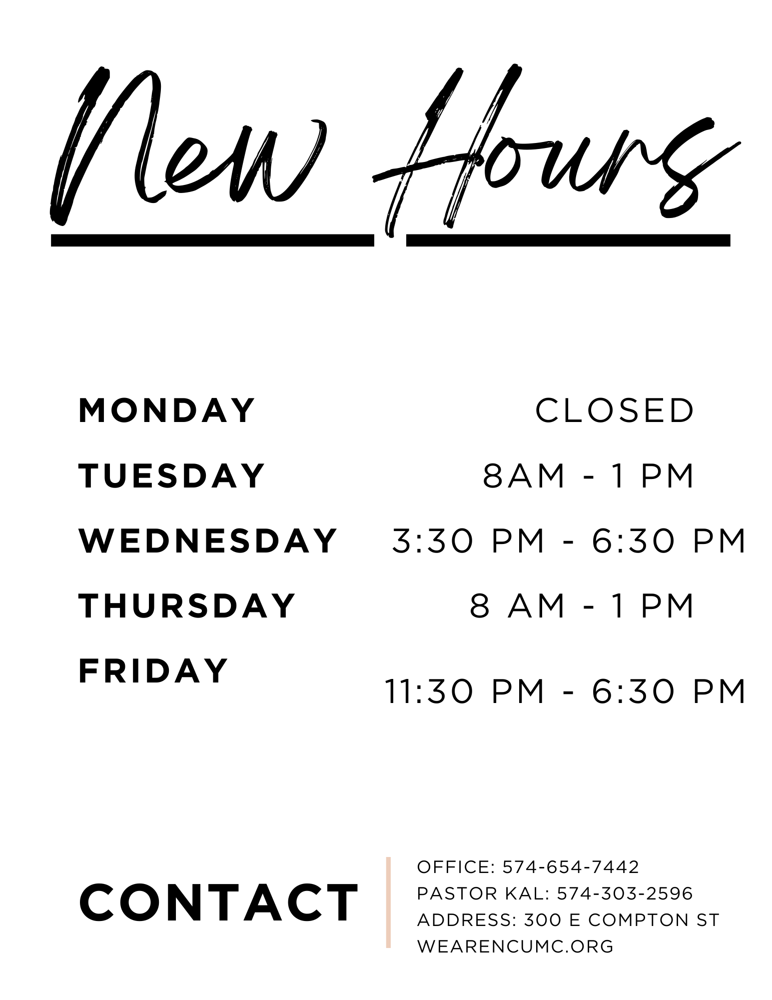 New Hours
MONDAY CLOSED
TUESDAY 8AM - 1 PM
WEDNESDAY 3:30 PM - 6:30 PM
THURSDAY 8 AM - 1 PM
FRIDAY 11:30 PM - 6:30 PM
CONTACT
OFFICE: 574-654-7442
PASTOR KAL: 574-303-2596
ADDRESS: 300 E COMPTON ST
WEARENCUMC.ORG